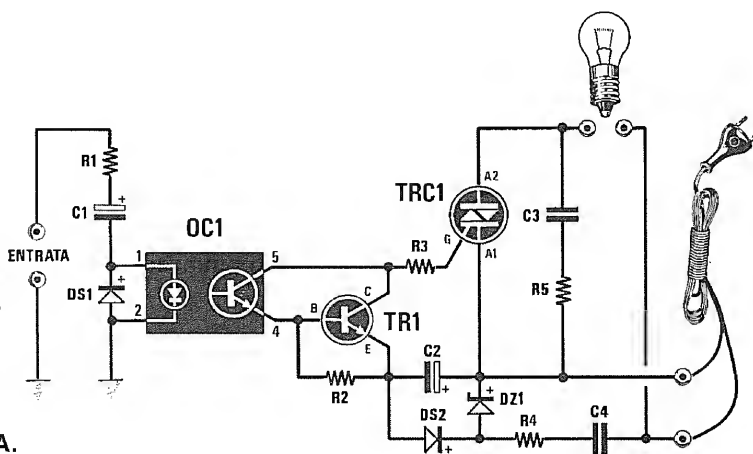 A2
TRC1
R1
C3
C1
+
OC1
G
A1
R3
ENTRATA
1
5
R5
DS1
+
C
B
TR1
2
4
E
C2
+
R2
DZ1
DS2
R4
C4
+
A.